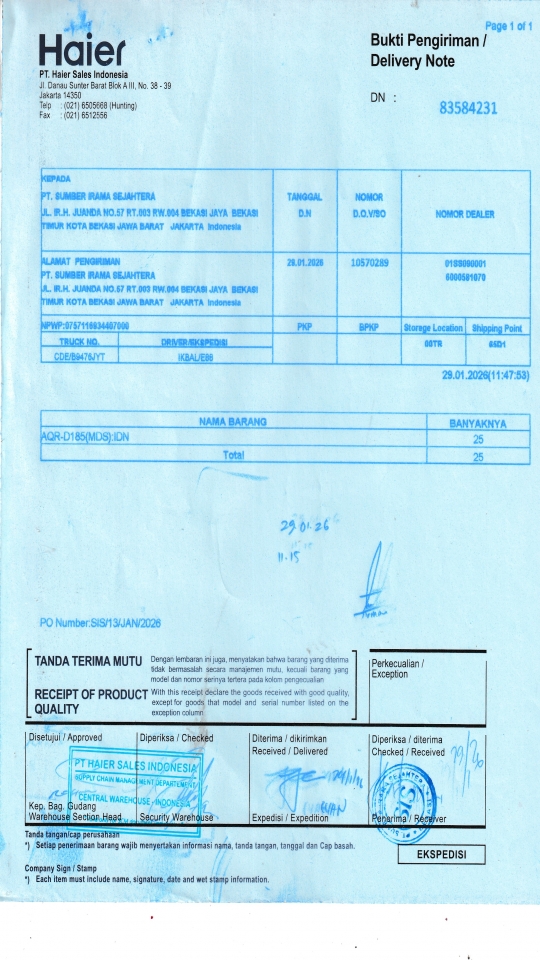 Page 1 of 1
Haier
Bukti Pengiriman /
Delivery Note
PT. Haier Sales Indonesia
Jl. Danau Sunter Barat Blok A III, No. 38 - 39
Jakarta 14350
Telp : (021) 6505668 (Hunting)
Fax : (021) 6512556
DN : 83584231
KEPADA
PT. SUMBER IRAMA SEJAHTERA
JL. IR.H. JUANDA NO.57 RT.003 RW.004 BEKASI JAYA BEKASI
TIMUR KOTA BEKASI JAWA BARAT JAKARTA Indonesia
TANGGAL
D.N
NOMOR
D.O.V/SO
NOMOR DEALER
ALAMAT PENGIRIMAN
PT. SUMBER IRAMA SEJAHTERA
JL. IR.H. JUANDA NO.57 RT.003 RW.004 BEKASI JAYA BEKASI
TIMUR KOTA BEKASI JAWA BARAT JAKARTA Indonesia
29.01.2026
10570289
PKP BPKP Storage Location Shipping Point
TRUCK NO. DRIVER/EKSPEDISI
CDE/B9476JYT
29.01.2026(11:47:53)
NAMA BARANG BANYAKNYA
AQR-D185(MDS):IDN 25
Total 25
29.01.26
11.15
PO Number:SIS/13/JAN/2026
TANDA TERIMA MUTU
Dengan lembaran ini juga, menyatakan bahwa barang yang diterima
tidak bermasalah secara manajemen mutu, kecuali barang yang
model dan nomor serinya tertera pada kolom pengecualian
RECEIPT OF PRODUCT
QUALITY
With this receipt declare the goods received with good quality,
except for goods that model and serial number listed on the
exception column
Perkecualian /
Exception
Disetujui / Approved
Diperiksa / Checked
Diterima / dikirimkan
Received / Delivered
Diperiksa / diterima
Checked / Received
PT HAIER SALES INDONESIA
SUPPLY CHAIN MANAGEMENT DEPARTEMENT
CENTRAL WAREHOUSE - INDONESIA
Kep. Bag. Gudang
Warehouse Section Head
Security Warehouse
Expedisi / Expedition
Penerima / Receiver
Tanda tangan/cap perusahaan
*) Setiap penerimaan barang wajib menyertakan informasi nama, tanda tangan, tanggal dan Cap basah.
EKSPEDISI
Company Sign / Stamp
*) Each item must include name, signature, date and wet stamp information.